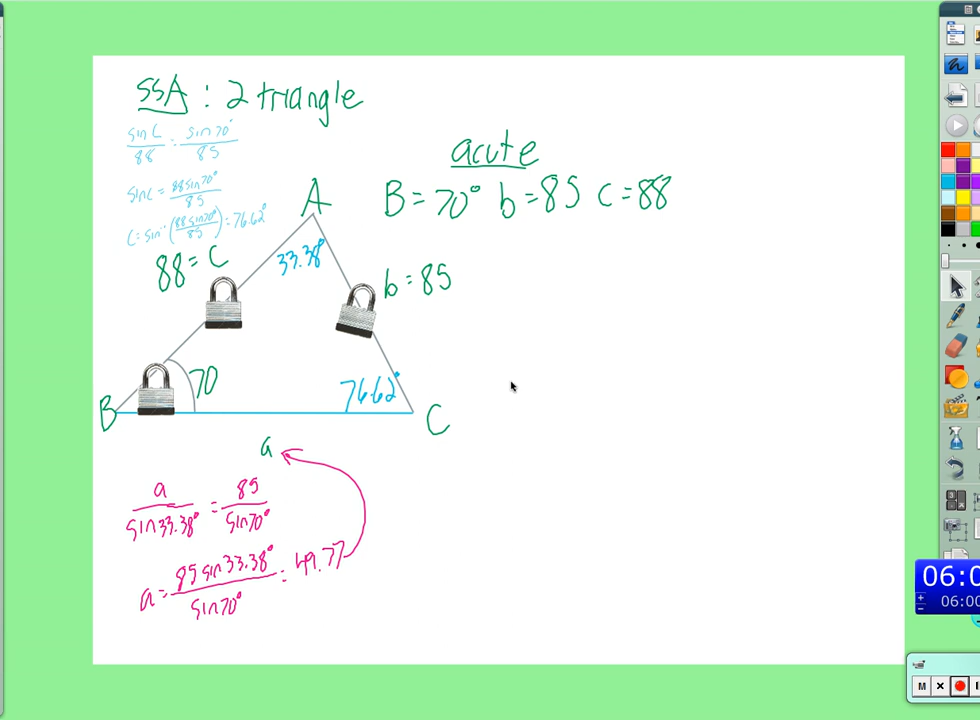 SSA : 2 triangle
acute
B = 70° b = 85 c = 88
sin C / 88 = sin 70° / 85
sin C = 88 sin 70° / 85
C = sin⁻¹ (88 sin 70° / 85) = 76.62°
A
88 = C
33.38°
b = 85
70
76.62°
B
C
a
a / sin 33.38° = 85 / sin 70°
a = 85 sin 33.38° / sin 70° = 49.77
06:0
06:00
M X